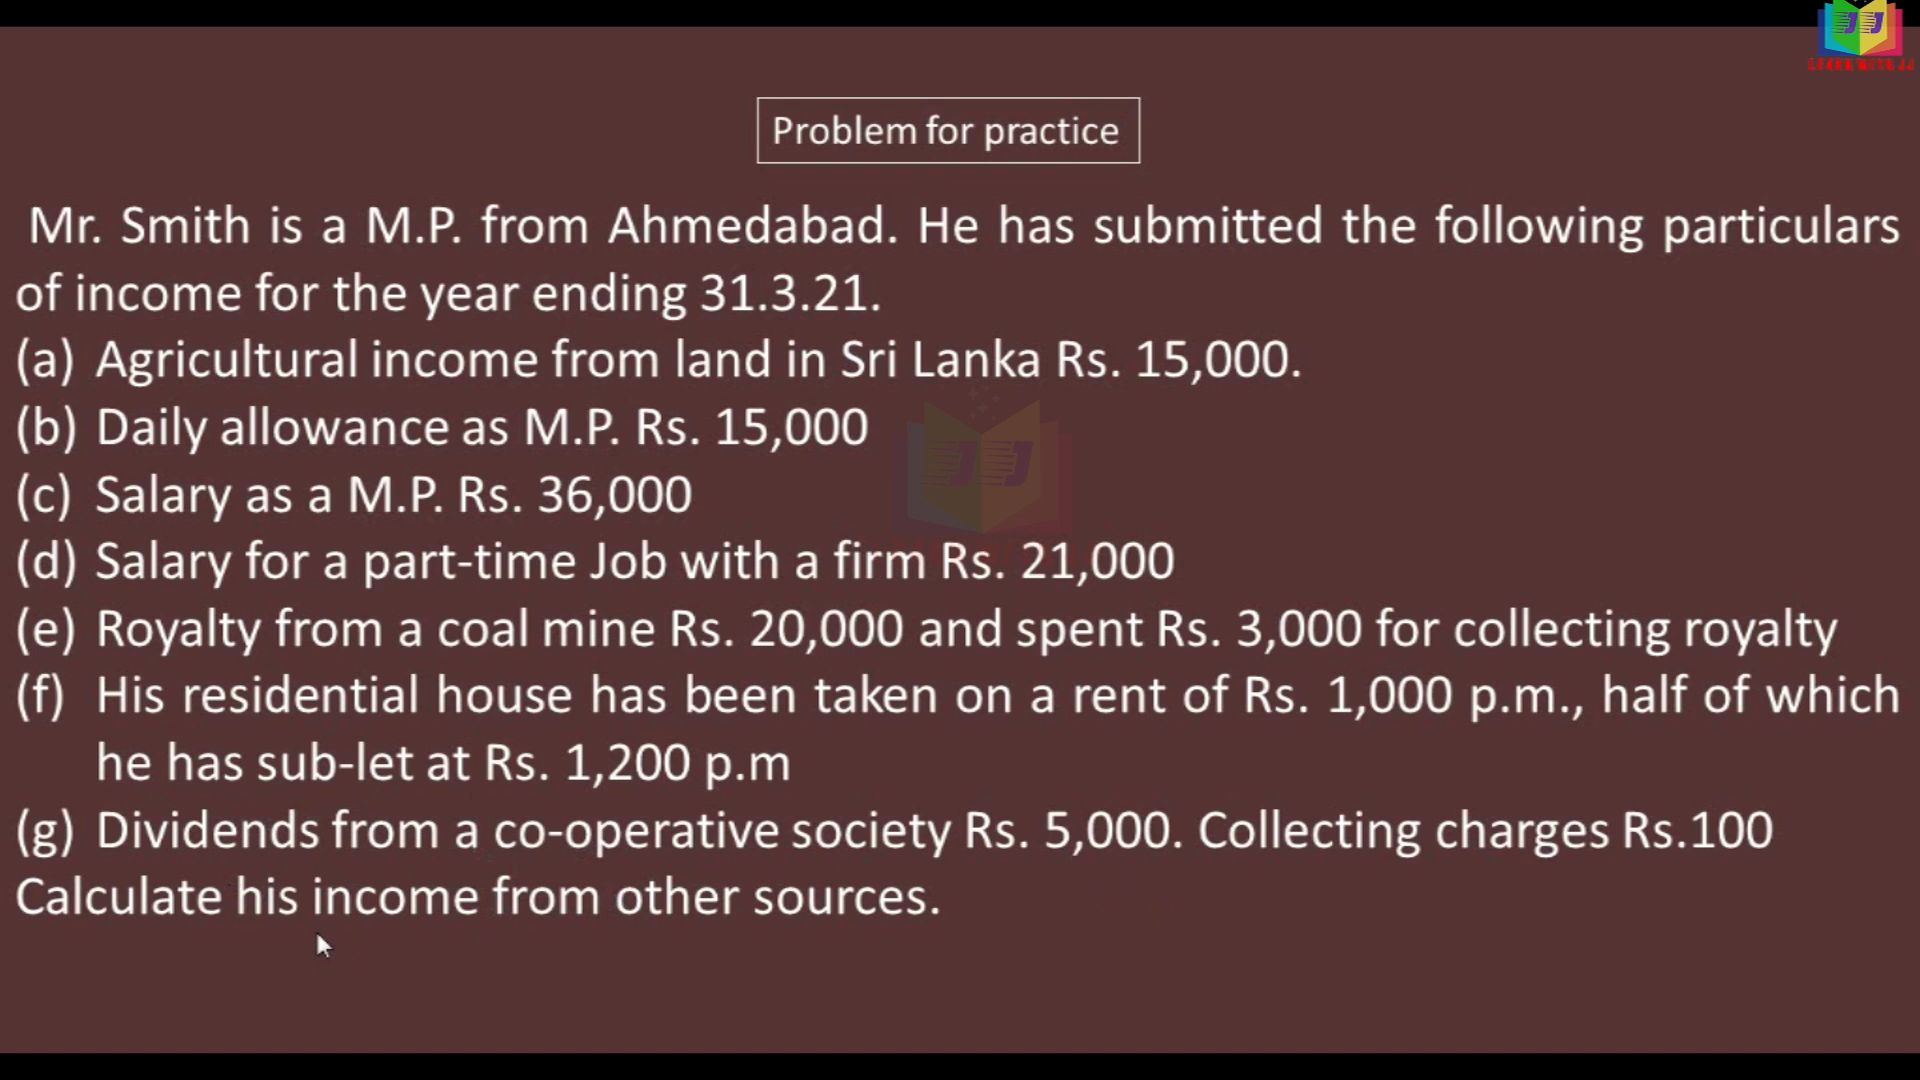 Problem for practice
Mr. Smith is a M.P. from Ahmedabad. He has submitted the following particulars
of income for the year ending 31.3.21.
(a) Agricultural income from land in Sri Lanka Rs. 15,000.
(b) Daily allowance as M.P. Rs. 15,000
(c) Salary as a M.P. Rs. 36,000
(d) Salary for a part-time Job with a firm Rs. 21,000
(e) Royalty from a coal mine Rs. 20,000 and spent Rs. 3,000 for collecting royalty
(f) His residential house has been taken on a rent of Rs. 1,000 p.m., half of which
he has sub-let at Rs. 1,200 p.m
(g) Dividends from a co-operative society Rs. 5,000. Collecting charges Rs.100
Calculate his income from other sources.